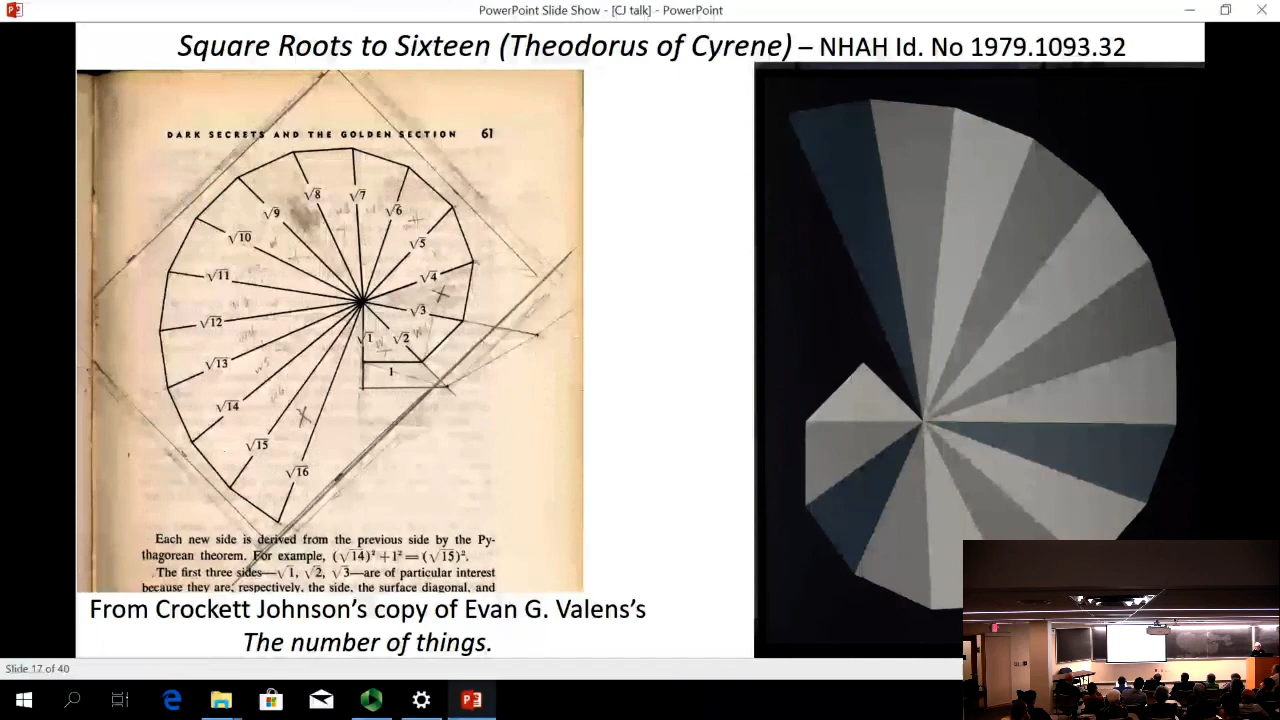 PowerPoint Slide Show - [CJ talk] - PowerPoint
Square Roots to Sixteen (Theodorus of Cyrene) – NHAH Id. No 1979.1093.32
DARK SECRETS AND THE GOLDEN SECTION 61
√8
√7
√9
√6
√10
√5
√11
√4
√3
√12
√1
√2
√13
1
√14
√15
√16
Each new side is derived from the previous side by the Py-
thagorean theorem. For example, (√14)² + 1² = (√15)².
The first three sides—√1, √2, √3—are of particular interest
because they are, respectively, the side, the surface diagonal, and
From Crockett Johnson’s copy of Evan G. Valens’s
The number of things.
Slide 17 of 40